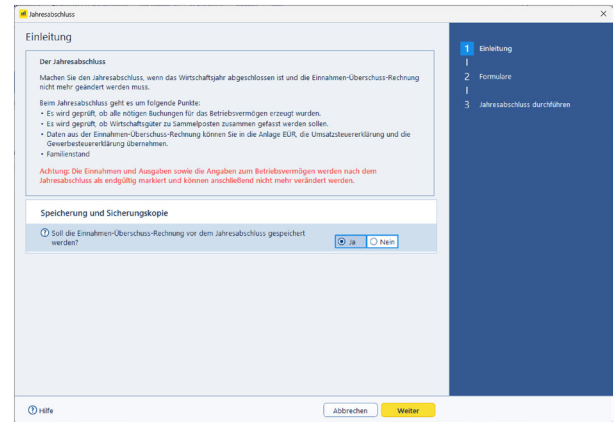 Jahresabschluss
Einleitung
Der Jahresabschluss
Machen Sie den Jahresabschluss, wenn das Wirtschaftsjahr abgeschlossen ist und die Einnahmen-Überschuss-Rechnung
nicht mehr geändert werden muss.
Beim Jahresabschluss geht es um folgende Punkte:
• Es wird geprüft, ob alle nötigen Buchungen für das Betriebsvermögen erzeugt wurden.
• Es wird geprüft, ob Wirtschaftsgüter zu Sammelposten zusammen gefasst werden sollen.
• Daten aus der Einnahmen-Überschuss-Rechnung können Sie in die Anlage EÜR, die Umsatzsteuererklärung und die
Gewerbesteuererklärung übernehmen.
• Familienstand
Achtung: Die Einnahmen und Ausgaben sowie die Angaben zum Betriebsvermögen werden nach dem
Jahresabschluss als endgültig markiert und können anschließend nicht mehr verändert werden.
Speicherung und Sicherungskopie
Soll die Einnahmen-Überschuss-Rechnung vor dem Jahresabschluss gespeichert
werden?
Ja Nein
Hilfe
Abbrechen Weiter
1 Einleitung
2 Formulare
3 Jahresabschluss durchführen